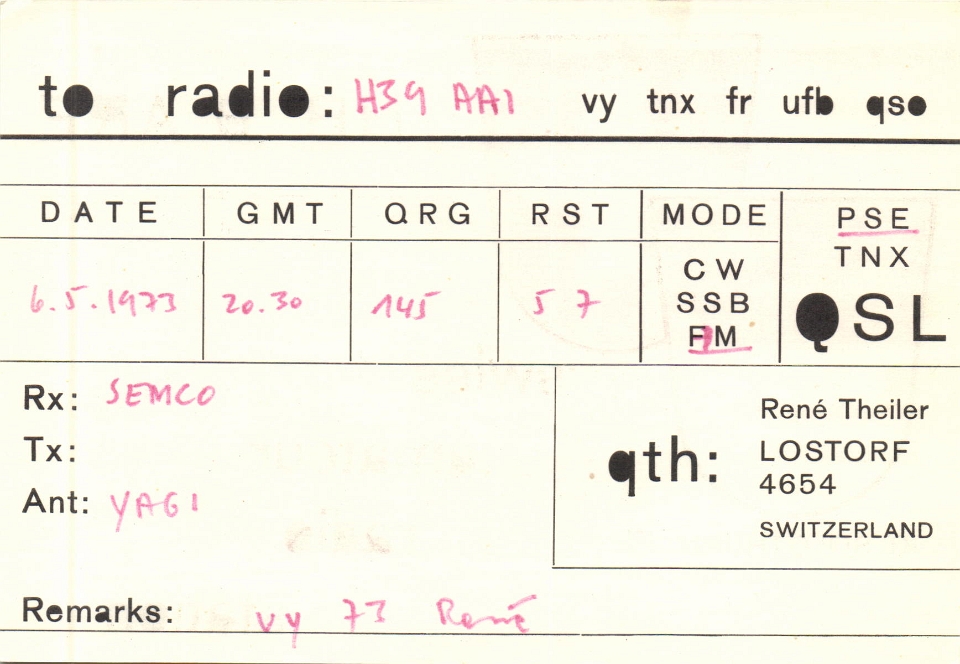 to radio: H39 AA1 vy tnx fr ufb qso
DATE GMT QRG RST MODE PSE
TNX
6.5.1973 20.30 145 5 7 CW
SSB
FM
QSL
Rx: SEMCO
Tx:
Ant: YAGI
qth: René Theiler
LOSTORF
4654
SWITZERLAND
Remarks: vy 73 René